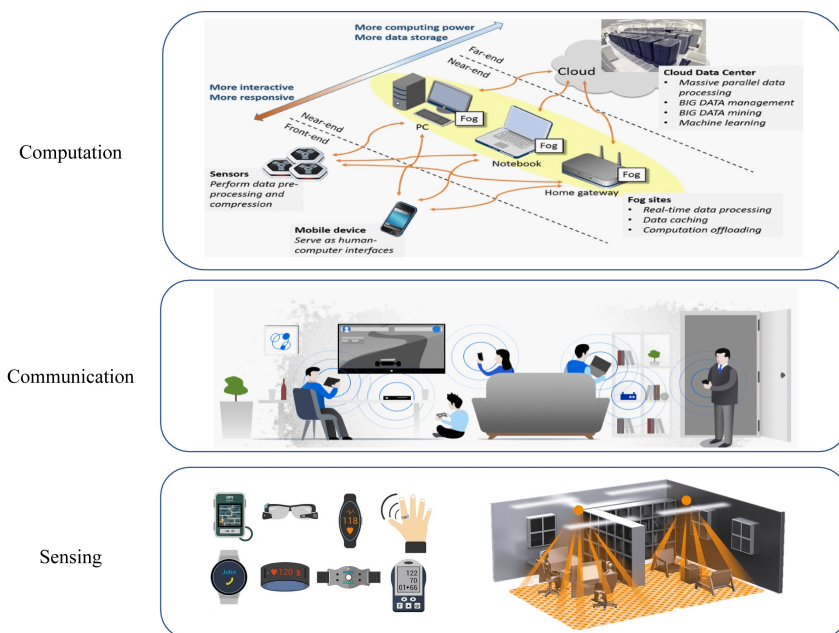 More computing power
More data storage
More interactive
More responsive
Far-end
Near-end
Near-end
Front-end
Cloud
Cloud Data Center
• Massive parallel data
processing
• BIG DATA management
• BIG DATA mining
• Machine learning
PC
Fog
Notebook
Fog
Home gateway
Fog
Sensors
Perform data pre-
processing and
compression
Mobile device
Serve as human-
computer interfaces
Fog sites
• Real-time data processing
• Data caching
• Computation offloading
Computation
Communication
Sensing
GPS
118
John
120
122
70
01•66